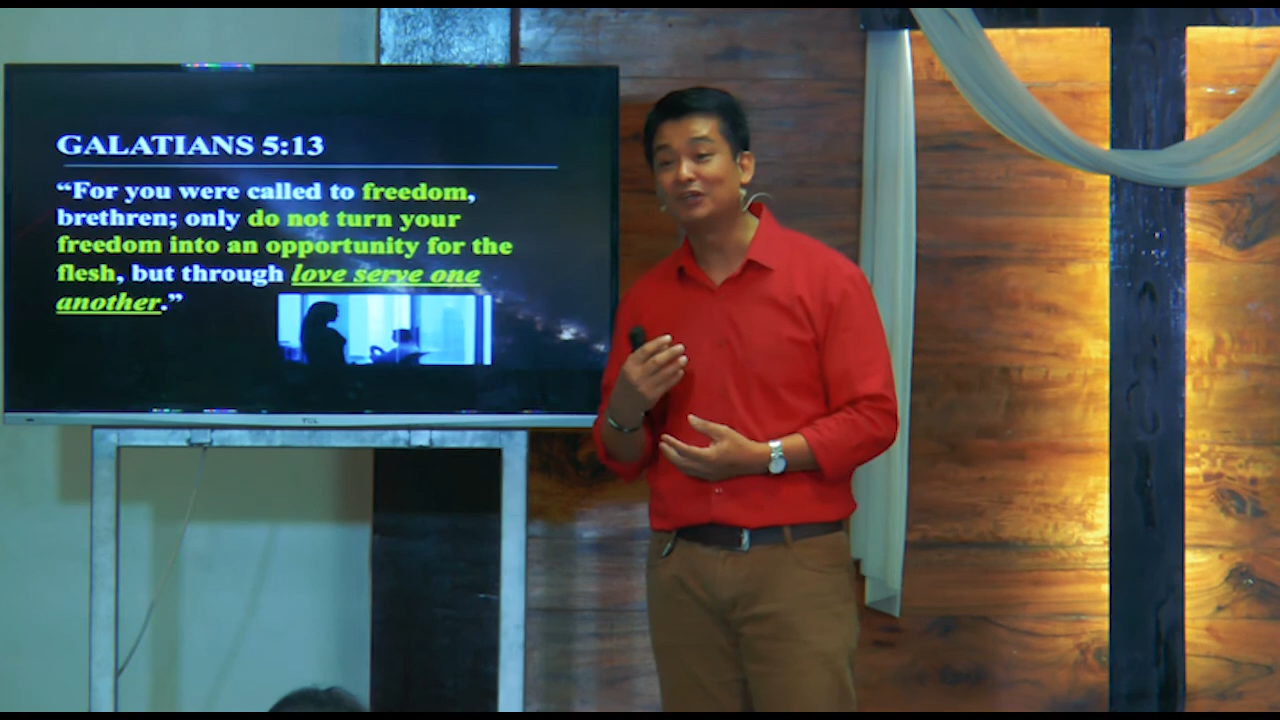 GALATIANS 5:13
“For you were called to freedom,
brethren; only do not turn your
freedom into an opportunity for the
flesh, but through love serve one
another.”
TCL